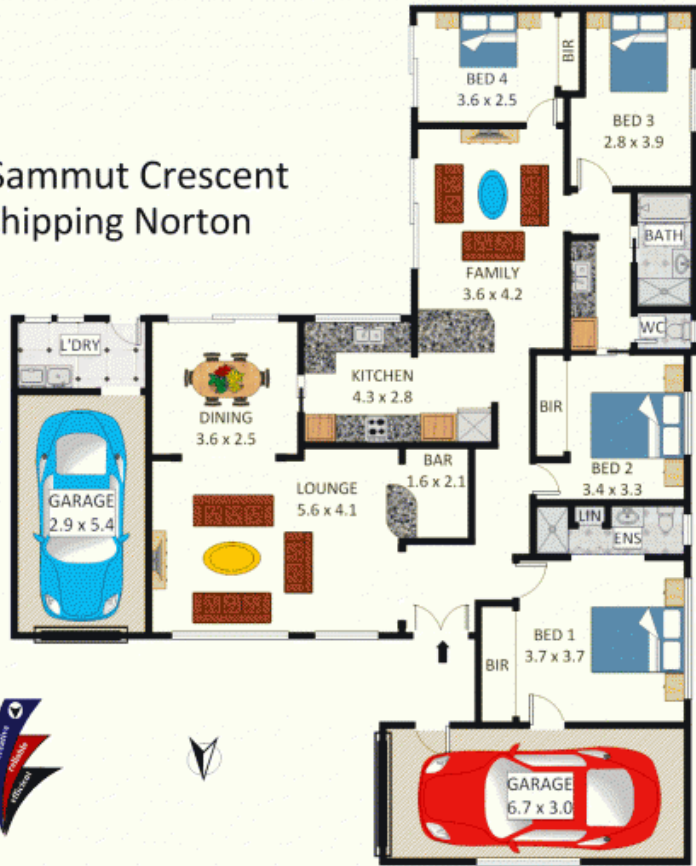 Sammut Crescent
hipping Norton
BED 4
3.6 x 2.5
BIR
BED 3
2.8 x 3.9
BATH
FAMILY
3.6 x 4.2
WC
L'DRY
DINING
3.6 x 2.5
KITCHEN
4.3 x 2.8
BIR
BED 2
3.4 x 3.3
GARAGE
2.9 x 5.4
LOUNGE
5.6 x 4.1
BAR
1.6 x 2.1
LIN
ENS
BED 1
3.7 x 3.7
BIR
reliable
efficient
GARAGE
6.7 x 3.0